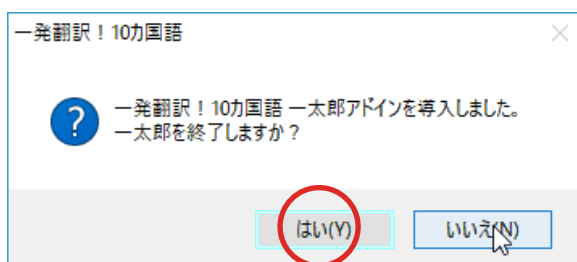 一発翻訳！10カ国語
一発翻訳！10カ国語 一太郎アドインを導入しました。
一太郎を終了しますか？
はい(Y)
いいえ(N)